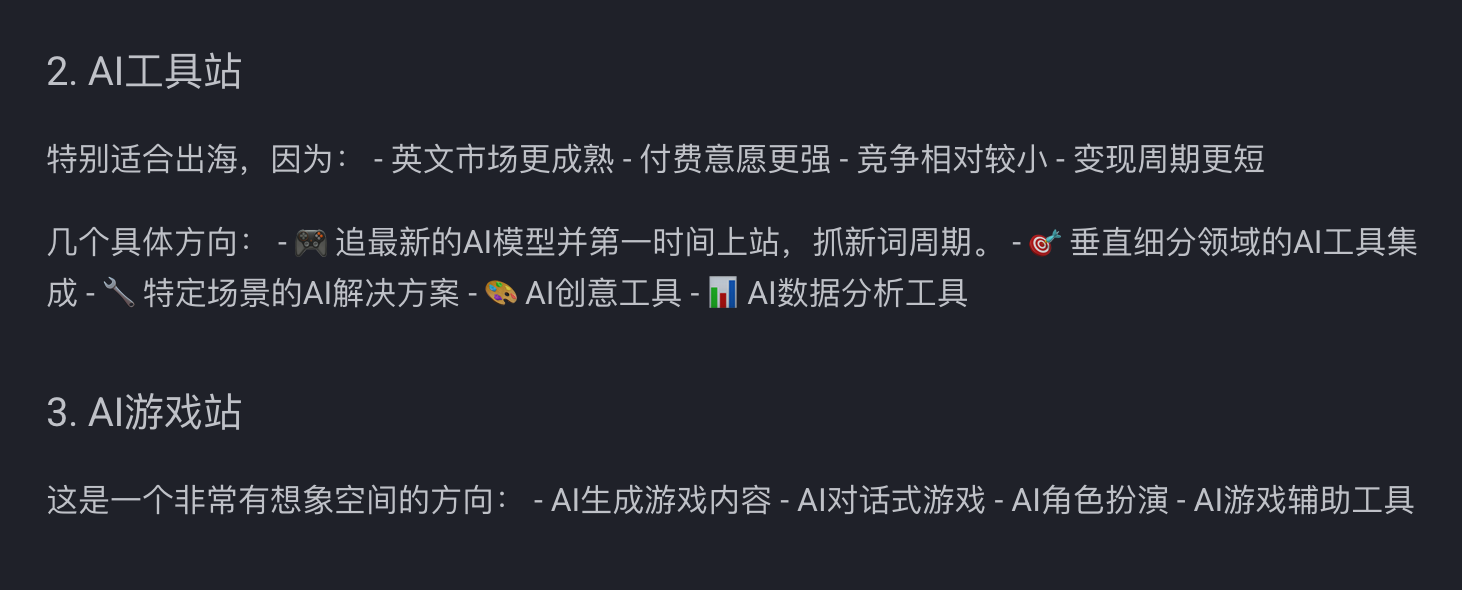 2. AI工具站
特别适合出海，因为： - 英文市场更成熟 - 付费意愿更强 - 竞争相对较小 - 变现周期更短
几个具体方向： - 🎮 追最新的AI模型并第一时间上站，抓新词周期。 - 🎯 垂直细分领域的AI工具集
成 - 🔧 特定场景的AI解决方案 - 🎨 AI创意工具 - 📊 AI数据分析工具
3. AI游戏站
这是一个非常有想象空间的方向： - AI生成游戏内容 - AI对话式游戏 - AI角色扮演 - AI游戏辅助工具